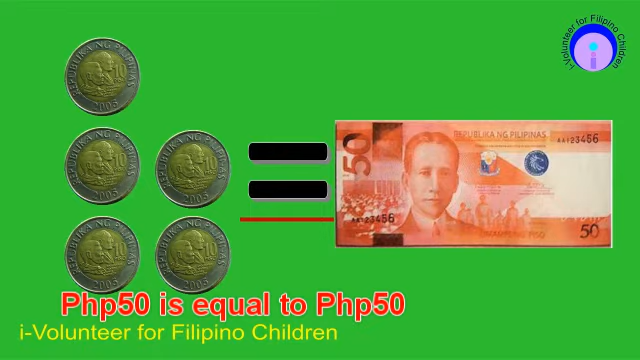 i-Volunteer for Filipino Children
REPUBLIKA NG PILIPINAS
10
2005
REPUBLIKA NG PILIPINAS
10
2005
REPUBLIKA NG PILIPINAS
10
2005
REPUBLIKA NG PILIPINAS
10
2005
REPUBLIKA NG PILIPINAS
10
2005
50
REPUBLIKA NG PILIPINAS
AA123456
AA123456
50
Php50 is equal to Php50
i-Volunteer for Filipino Children